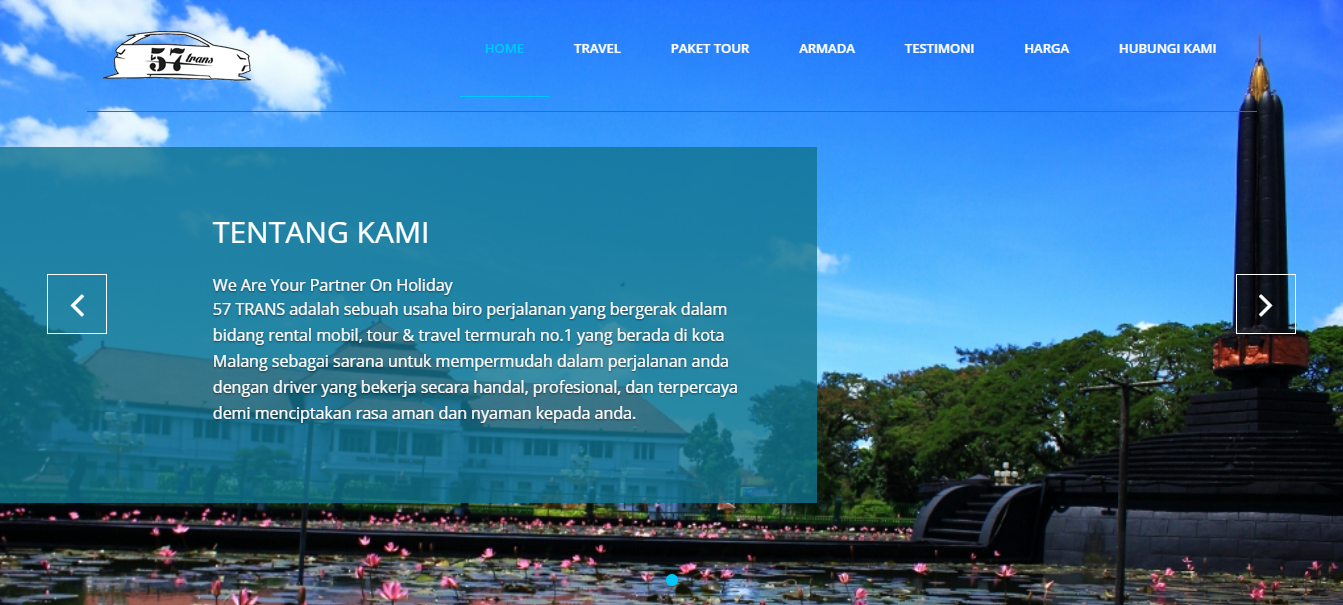 57 trans
HOME
TRAVEL
PAKET TOUR
ARMADA
TESTIMONI
HARGA
HUBUNGI KAMI
TENTANG KAMI
We Are Your Partner On Holiday
57 TRANS adalah sebuah usaha biro perjalanan yang bergerak dalam
bidang rental mobil, tour & travel termurah no.1 yang berada di kota
Malang sebagai sarana untuk mempermudah dalam perjalanan anda
dengan driver yang bekerja secara handal, profesional, dan terpercaya
demi menciptakan rasa aman dan nyaman kepada anda.